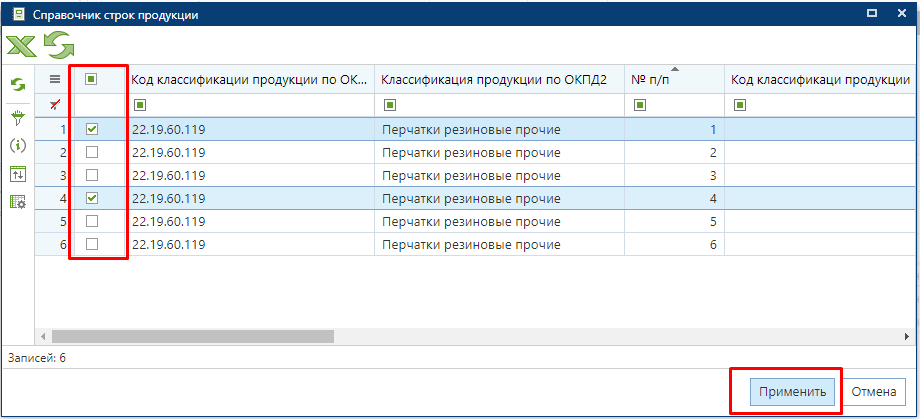 Справочник строк продукции
Код классификации продукции по ОК... Классификация продукции по ОКПД2 № п/п Код классификаци продукции
1 22.19.60.119 Перчатки резиновые прочие 1
2 22.19.60.119 Перчатки резиновые прочие 2
3 22.19.60.119 Перчатки резиновые прочие 3
4 22.19.60.119 Перчатки резиновые прочие 4
5 22.19.60.119 Перчатки резиновые прочие 5
6 22.19.60.119 Перчатки резиновые прочие 6
Записей: 6
Применить Отмена